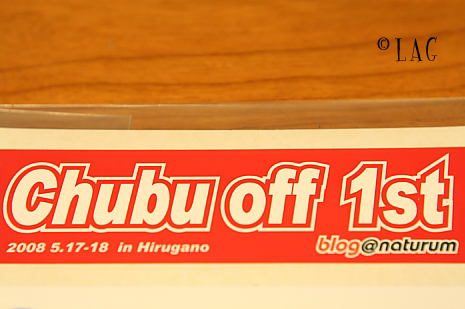 © LAG
Chubu off 1st
2008 5.17-18 in Hirugano
blog@naturum